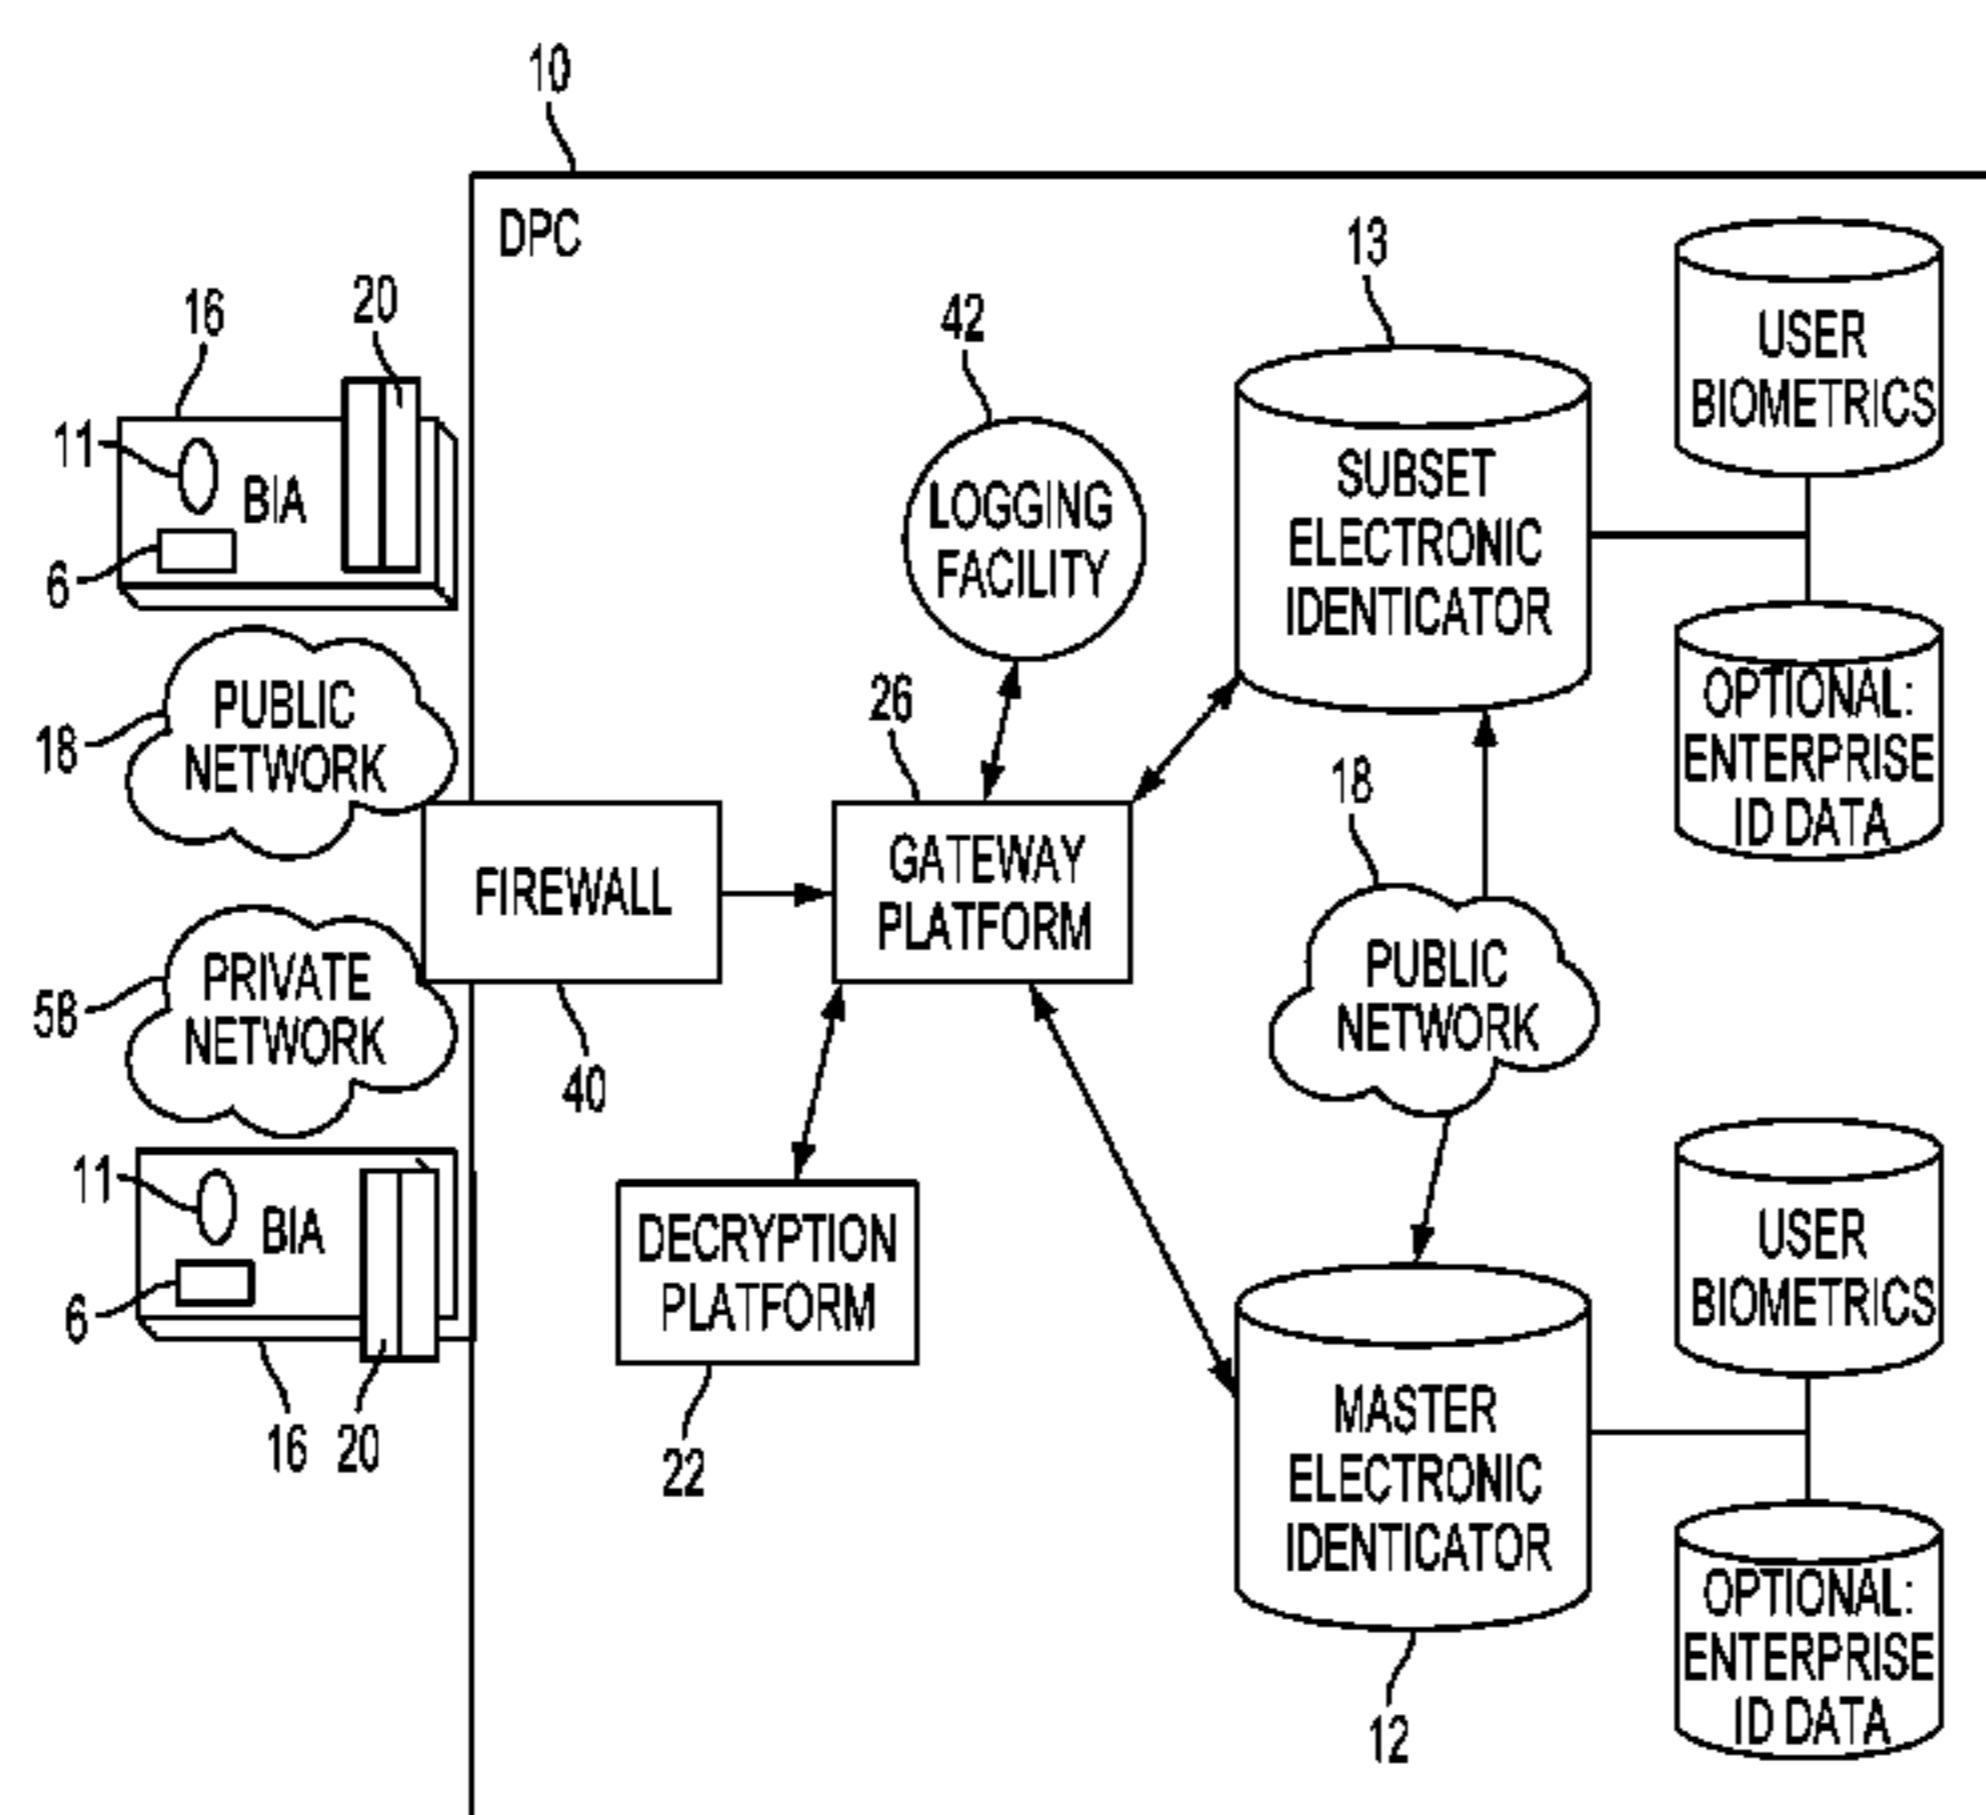 10
DPC
16
20
11
BIA
6
42
LOGGING
FACILITY
13
SUBSET
ELECTRONIC
IDENTICATOR
USER
BIOMETRICS
OPTIONAL:
ENTERPRISE
ID DATA
18
PUBLIC
NETWORK
58
PRIVATE
NETWORK
FIREWALL
40
26
GATEWAY
PLATFORM
18
PUBLIC
NETWORK
11
BIA
6
16
20
DECRYPTION
PLATFORM
22
MASTER
ELECTRONIC
IDENTICATOR
12
USER
BIOMETRICS
OPTIONAL:
ENTERPRISE
ID DATA